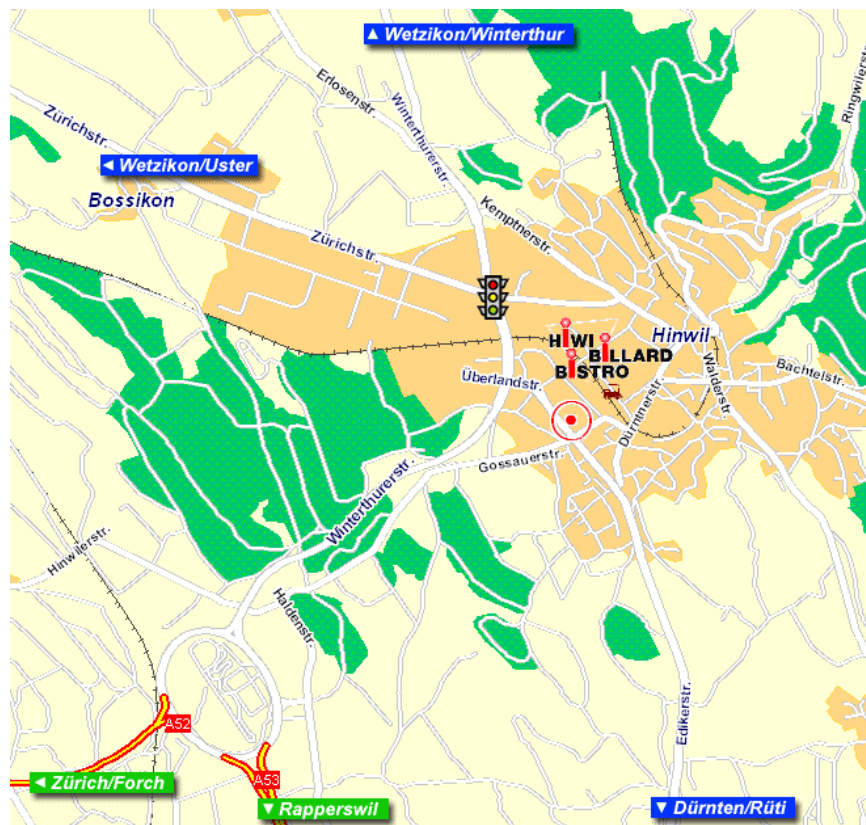 ▲ Wetzikon/Winterthur
Erlosenstr.
Ringwilerstr.
Zürichstr.
Winterthurerstr.
◄ Wetzikon/Uster
Bossikon
Kemptnerstr.
Zürichstr.
HIWI
Hinwil
BILLARD
BISTRO
Walderstr.
Bachtelstr.
Überlandstr.
Dürntnerstr.
Gossauerstr.
Winterthurerstr.
Hinwilerstr.
Haldenstr.
Edikerstr.
A52
A53
◄ Zürich/Forch
▼ Rapperswil
▼ Dürnten/Rüti